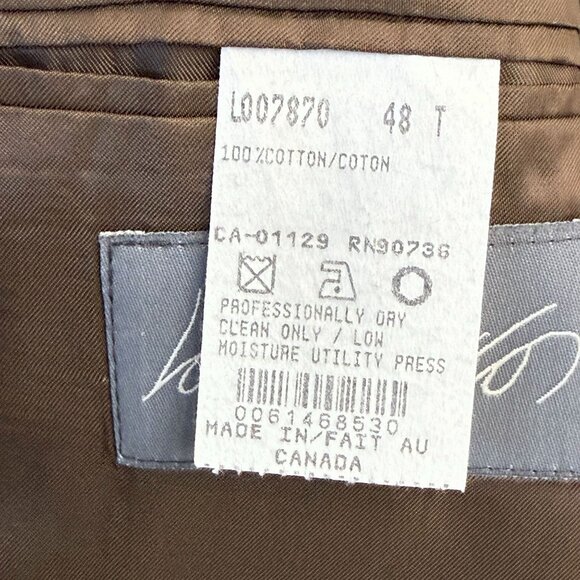 L007870 48 T
100%COTTON/COTON
CA-01129 RN90736
PROFESSIONALLY DRY
CLEAN ONLY / LOW
MOISTURE UTILITY PRESS
0061468530
MADE IN/FAIT AU
CANADA